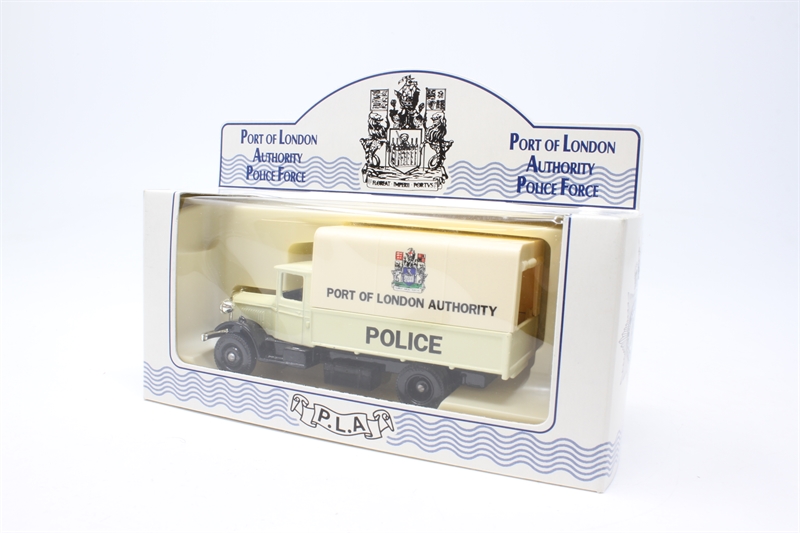 PORT OF LONDON
AUTHORITY
POLICE FORCE
FLOREAT IMPERII PORTUS
PORT OF LONDON
AUTHORITY
POLICE FORCE
PORT OF LONDON AUTHORITY
POLICE
P.L.A